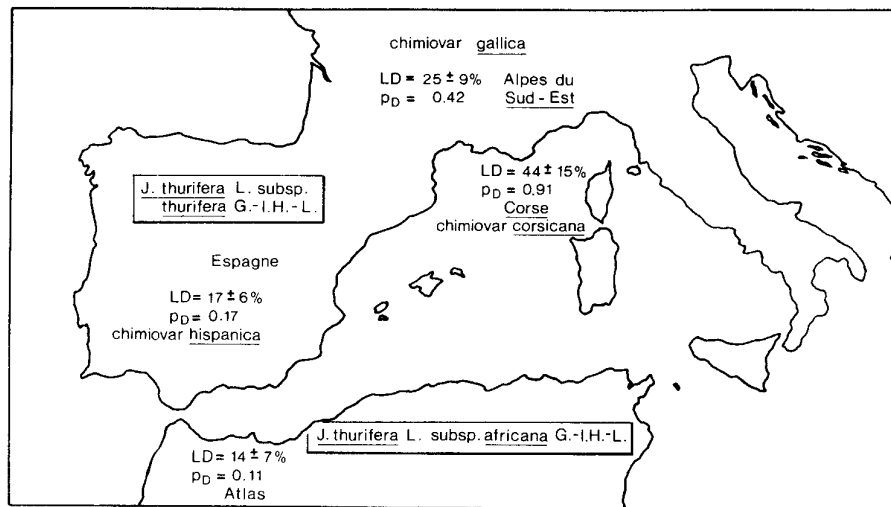 chimiovar gallica
LD = 25 ± 9% Alpes du
pD = 0.42 Sud-Est
LD = 44 ± 15%
pD = 0.91
Corse
chimiovar corsicana
J. thurifera L. subsp.
thurifera G.-I.H.-L.
Espagne
LD = 17 ± 6%
pD = 0.17
chimiovar hispanica
J. thurifera L. subsp. africana G.-I.H.-L.
LD = 14 ± 7%
pD = 0.11
Atlas